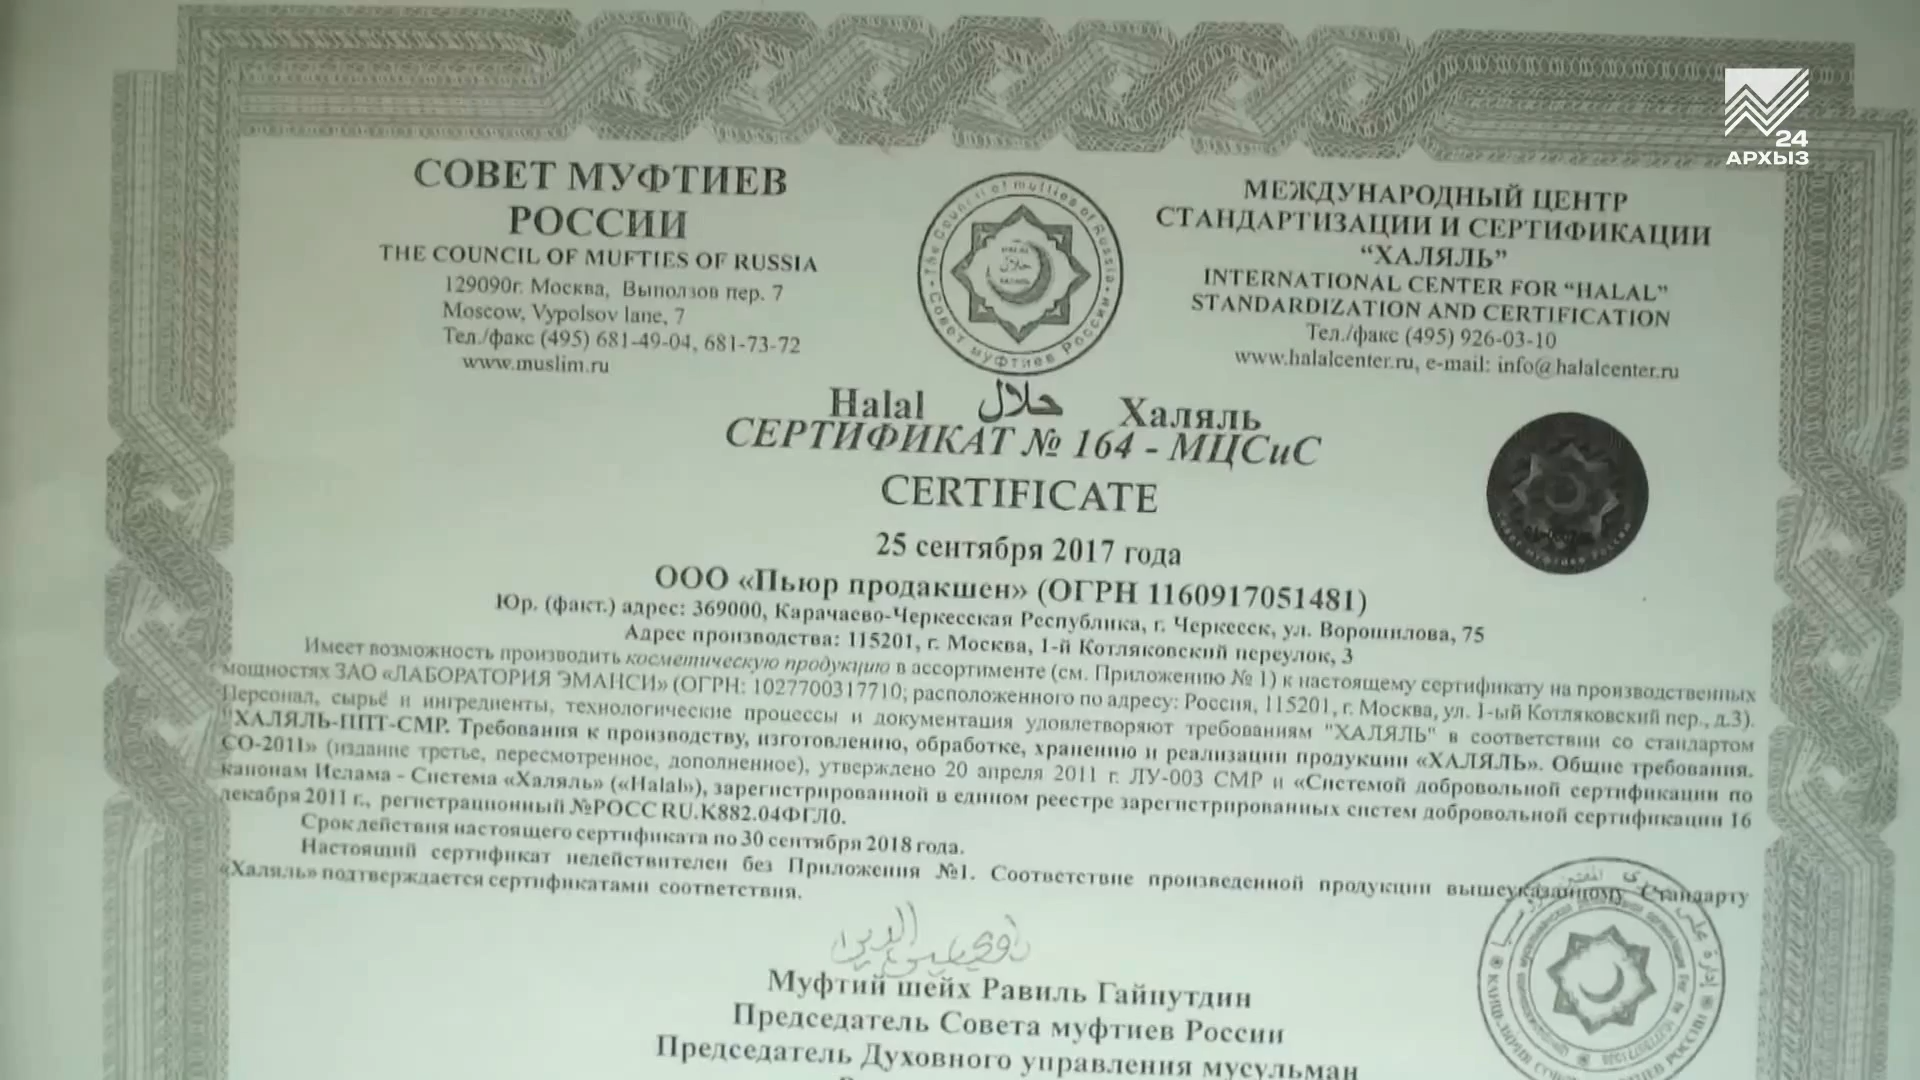 24
АРХЫЗ
СОВЕТ МУФТИЕВ
РОССИИ
THE COUNCIL OF MUFTIES OF RUSSIA
129090г. Москва, Выползов пер. 7
Moscow, Vypolsov lane, 7
Тел./факс (495) 681-49-04, 681-73-72
www.muslim.ru
The Council of mufties of Russia
Совет муфтиев России
МЕЖДУНАРОДНЫЙ ЦЕНТР
СТАНДАРТИЗАЦИИ И СЕРТИФИКАЦИИ
“ХАЛЯЛЬ”
INTERNATIONAL CENTER FOR “HALAL”
STANDARDIZATION AND CERTIFICATION
Тел./факс (495) 926-03-10
www.halalcenter.ru, e-mail: info@halalcenter.ru
Halal حلال Халяль
СЕРТИФИКАТ № 164 - МЦСиС
CERTIFICATE
25 сентября 2017 года
ООО «Пьюр продакшен» (ОГРН 1160917051481)
Юр. (факт.) адрес: 369000, Карачаево-Черкесская Республика, г. Черкесск, ул. Ворошилова, 75
Адрес производства: 115201, г. Москва, 1-й Котляковский переулок, 3
Имеет возможность производить косметическую продукцию в ассортименте (см. Приложению № 1) к настоящему сертификату на производственных
мощностях ЗАО «ЛАБОРАТОРИЯ ЭМАНСИ» (ОГРН: 1027700317710; расположенного по адресу: Россия, 115201, г. Москва, ул. 1-ый Котляковский пер., д.3).
Персонал, сырьё и ингредиенты, технологические процессы и документация удовлетворяют требованиям "ХАЛЯЛЬ" в соответствии со стандартом
"ХАЛЯЛЬ-ППТ-СМР. Требования к производству, изготовлению, обработке, хранению и реализации продукции «ХАЛЯЛЬ». Общие требования.
СО-2011» (издание третье, пересмотренное, дополненное), утверждено 20 апреля 2011 г. ЛУ-003 СМР и «Системой добровольной сертификации по
канонам Ислама - Система «Халяль» («Halal»), зарегистрированной в едином реестре зарегистрированных систем добровольной сертификации 16
декабря 2011 г., регистрационный №РОСС RU.К882.04ФГЛ0.
Срок действия настоящего сертификата по 30 сентября 2018 года.
Настоящий сертификат недействителен без Приложения №1. Соответствие произведенной продукции вышеуказанному Стандарту
«Халяль» подтверждается сертификатами соответствия.
Муфтий шейх Равиль Гайнутдин
Председатель Совета муфтиев России
Председатель Духовного управления мусульман